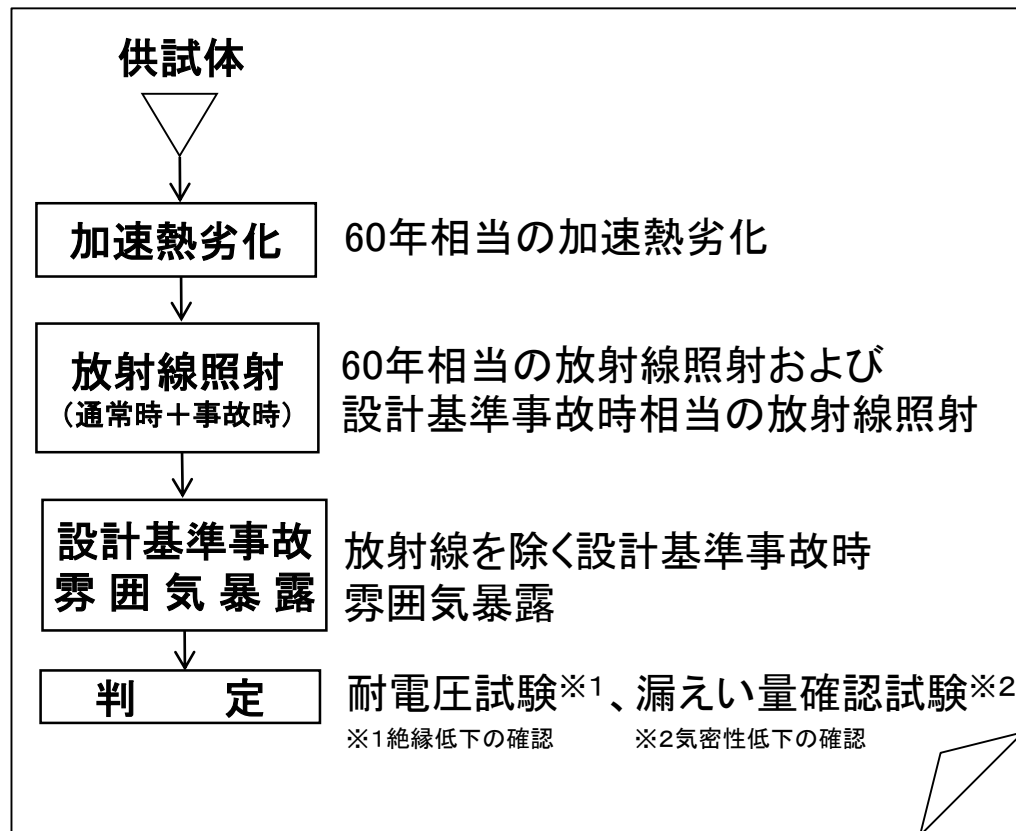 供試体
加速熱劣化
60年相当の加速熱劣化
放射線照射
(通常時＋事故時)
60年相当の放射線照射および
設計基準事故時相当の放射線照射
設計基準事故
雰囲気暴露
放射線を除く設計基準事故時
雰囲気暴露
判　　定
耐電圧試験※1、漏えい量確認試験※2
※1絶縁低下の確認　　※2気密性低下の確認